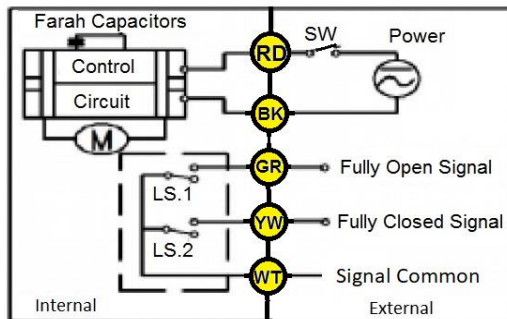 Farah Capacitors
Control
Circuit
M
RD
SW
Power
BK
GR
Fully Open Signal
LS.1
YW
Fully Closed Signal
LS.2
WT
Signal Common
Internal
External